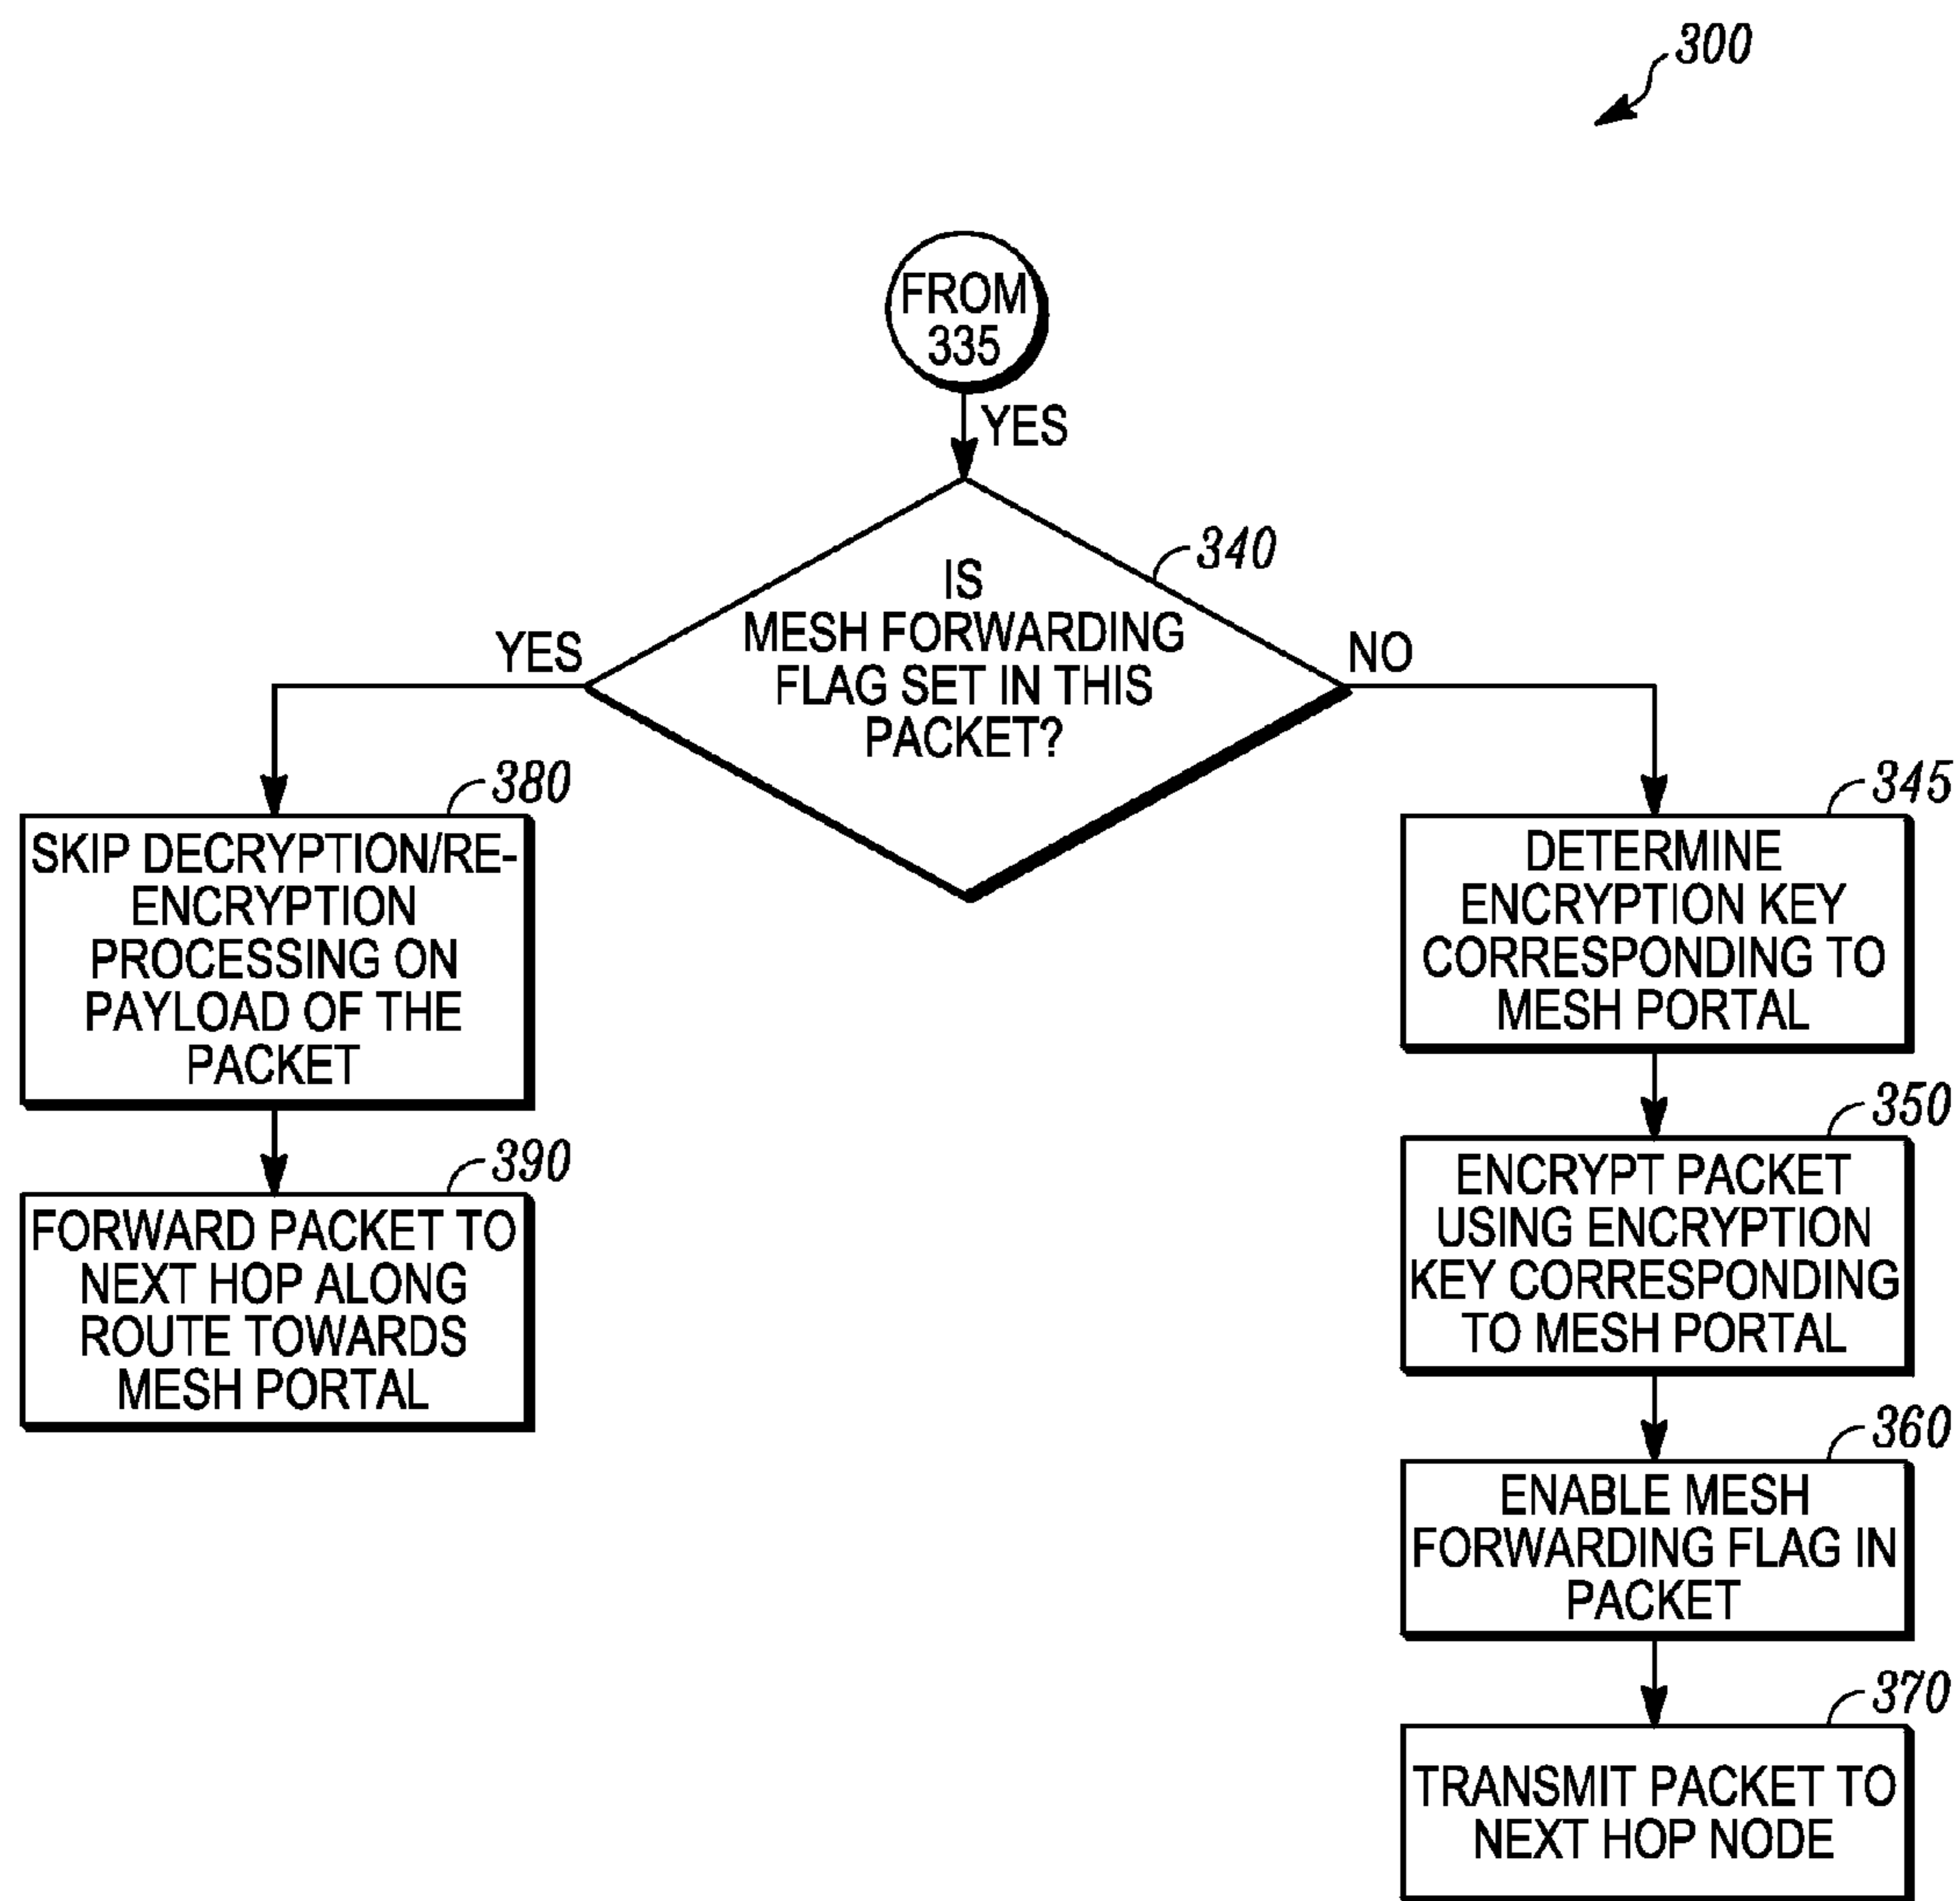 300
FROM
335
YES
340
IS
MESH FORWARDING
FLAG SET IN THIS
PACKET?
YES
NO
380
SKIP DECRYPTION/RE-
ENCRYPTION
PROCESSING ON
PAYLOAD OF THE
PACKET
390
FORWARD PACKET TO
NEXT HOP ALONG
ROUTE TOWARDS
MESH PORTAL
345
DETERMINE
ENCRYPTION KEY
CORRESPONDING TO
MESH PORTAL
350
ENCRYPT PACKET
USING ENCRYPTION
KEY CORRESPONDING
TO MESH PORTAL
360
ENABLE MESH
FORWARDING FLAG IN
PACKET
370
TRANSMIT PACKET TO
NEXT HOP NODE